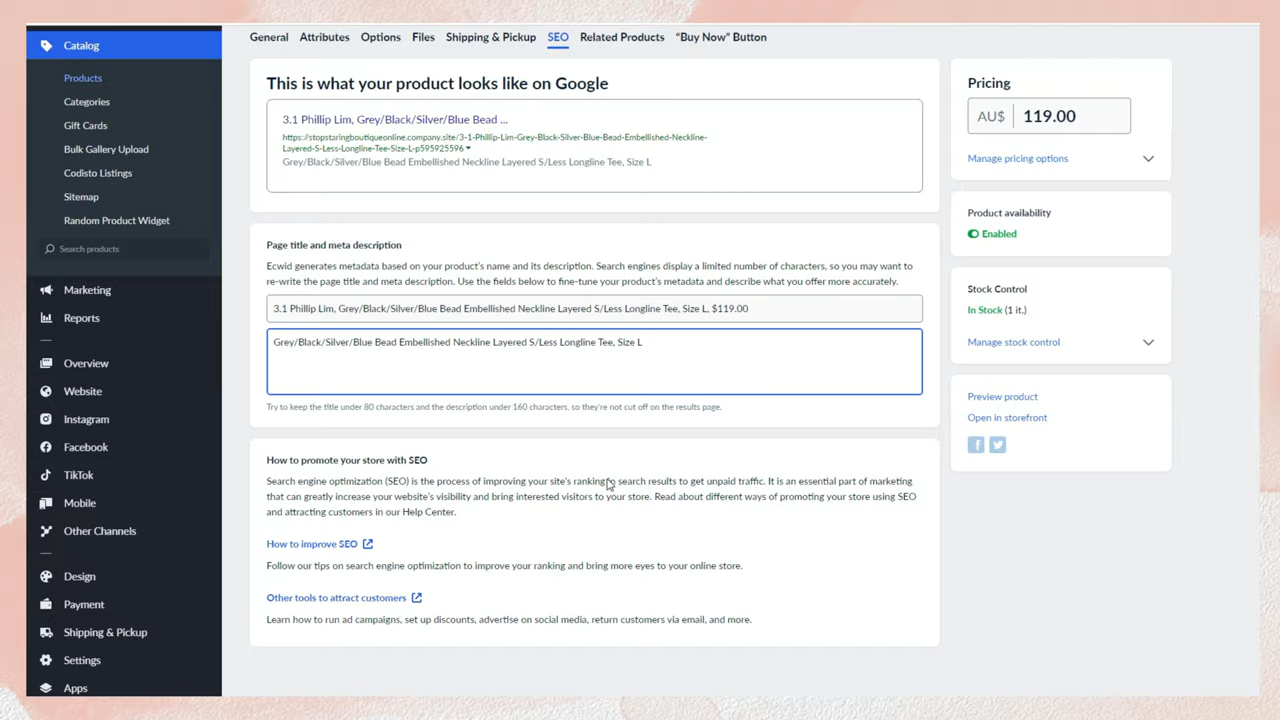 Catalog
Products
Categories
Gift Cards
Bulk Gallery Upload
Codisto Listings
Sitemap
Random Product Widget
Search products
Marketing
Reports
Overview
Website
Instagram
Facebook
TikTok
Mobile
Other Channels
Design
Payment
Shipping & Pickup
Settings
Apps
General Attributes Options Files Shipping & Pickup SEO Related Products “Buy Now” Button
This is what your product looks like on Google
3.1 Phillip Lim, Grey/Black/Silver/Blue Bead ...
https://stopstaringboutiqueonline.company.site/3-1-Phillip-Lim-Grey-Black-Silver-Blue-Bead-Embellished-Neckline-
Layered-S-Less-Longline-Tee-Size-L-p595925596
Grey/Black/Silver/Blue Bead Embellished Neckline Layered S/Less Longline Tee, Size L
Page title and meta description
Ecwid generates metadata based on your product's name and its description. Search engines display a limited number of characters, so you may want to
re-write the page title and meta description. Use the fields below to fine-tune your product's metadata and describe what you offer more accurately.
3.1 Phillip Lim, Grey/Black/Silver/Blue Bead Embellished Neckline Layered S/Less Longline Tee, Size L, $119.00
Grey/Black/Silver/Blue Bead Embellished Neckline Layered S/Less Longline Tee, Size L
Try to keep the title under 80 characters and the description under 160 characters, so they're not cut off on the results page.
How to promote your store with SEO
Search engine optimization (SEO) is the process of improving your site's ranking to search results to get unpaid traffic. It is an essential part of marketing
that can greatly increase your website's visibility and bring interested visitors to your store. Read about different ways of promoting your store using SEO
and attracting customers in our Help Center.
How to improve SEO
Follow our tips on search engine optimization to improve your ranking and bring more eyes to your online store.
Other tools to attract customers
Learn how to run ad campaigns, set up discounts, advertise on social media, return customers via email, and more.
Pricing
AU$ 119.00
Manage pricing options
Product availability
Enabled
Stock Control
In Stock (1 it.)
Manage stock control
Preview product
Open in storefront